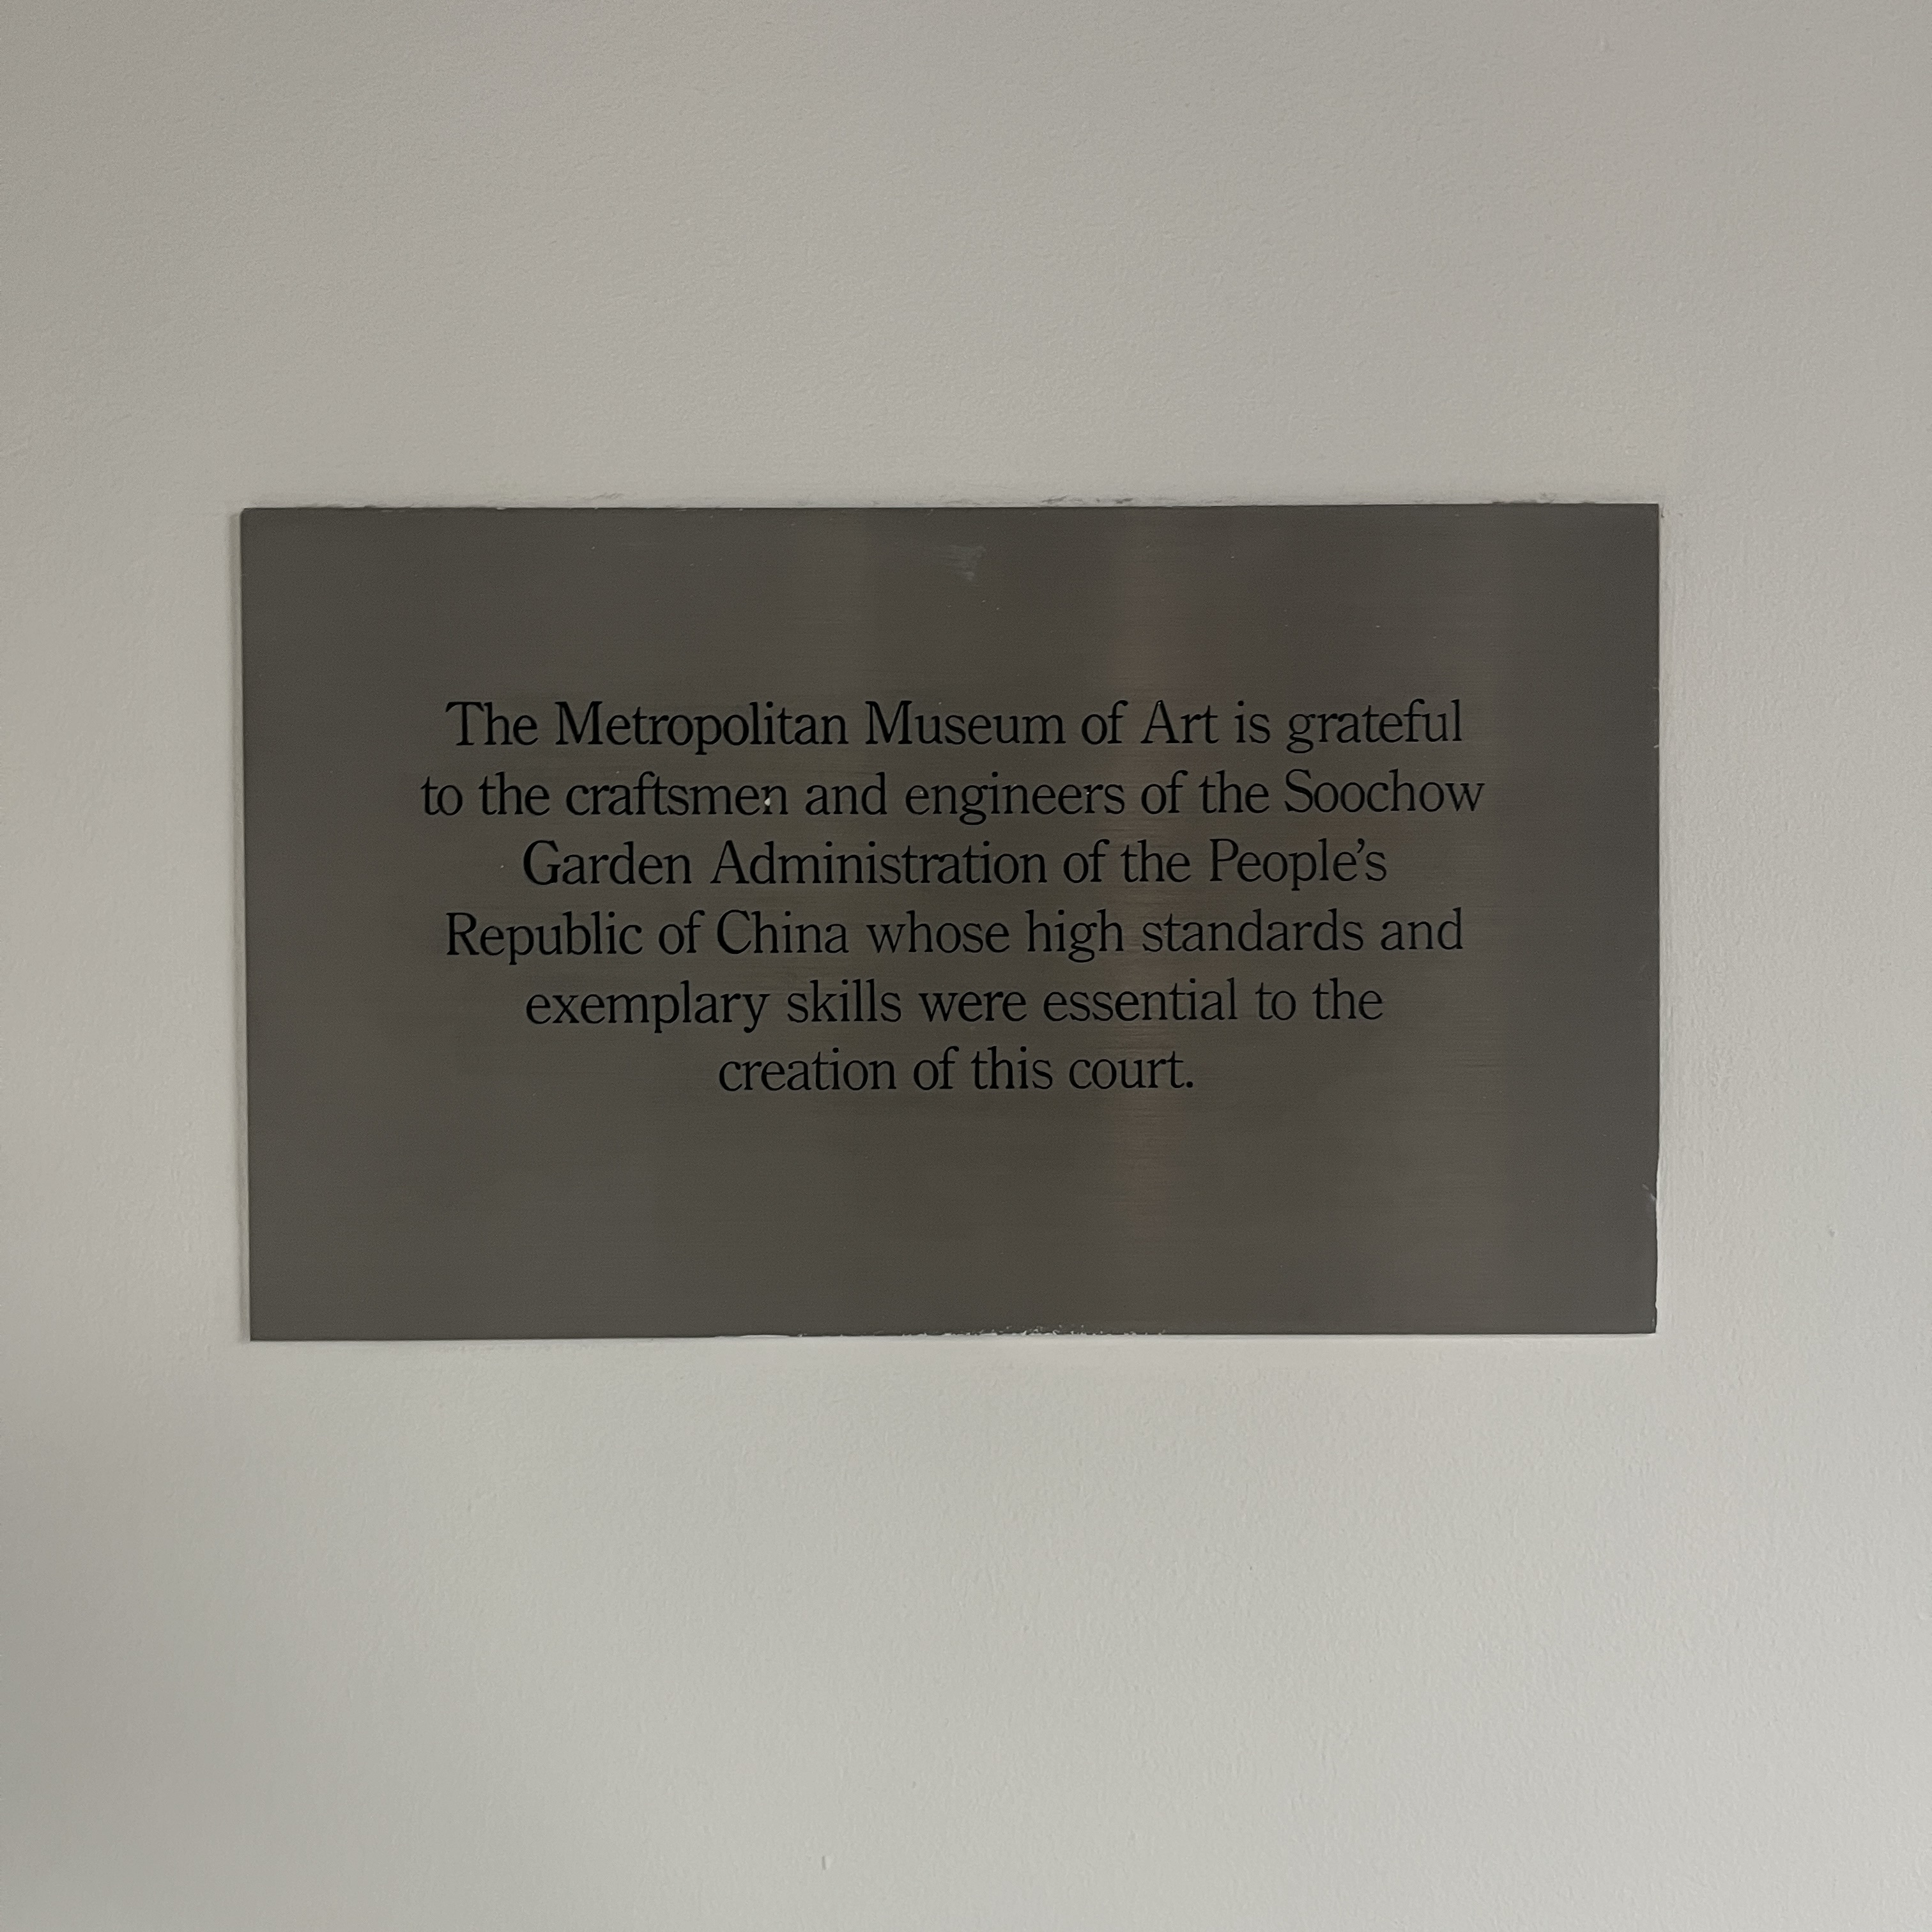 The Metropolitan Museum of Art is grateful
to the craftsmen and engineers of the Soochow
Garden Administration of the People’s
Republic of China whose high standards and
exemplary skills were essential to the
creation of this court.